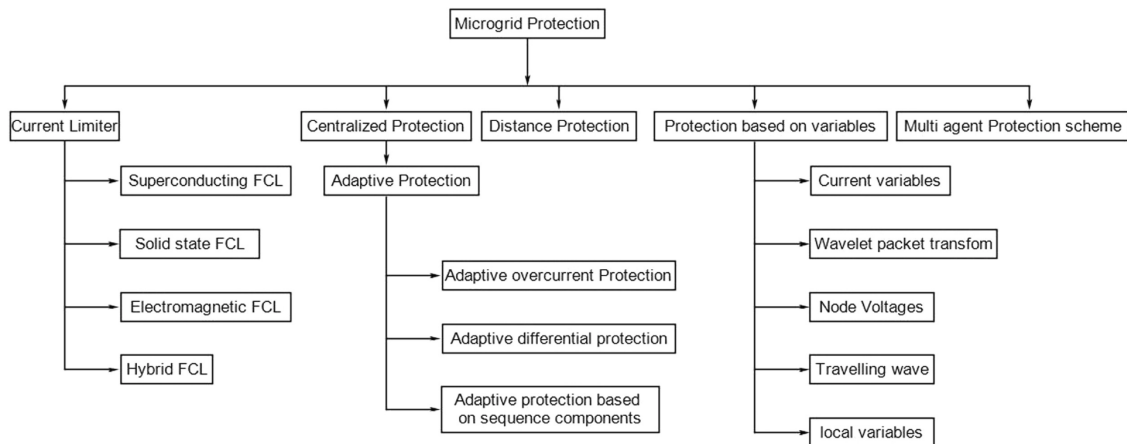 Microgrid Protection
Current Limiter
Centralized Protection
Distance Protection
Protection based on variables
Multi agent Protection scheme
Superconducting FCL
Solid state FCL
Electromagnetic FCL
Hybrid FCL
Adaptive Protection
Adaptive overcurrent Protection
Adaptive differential protection
Adaptive protection based
on sequence components
Current variables
Wavelet packet transfom
Node Voltages
Travelling wave
local variables